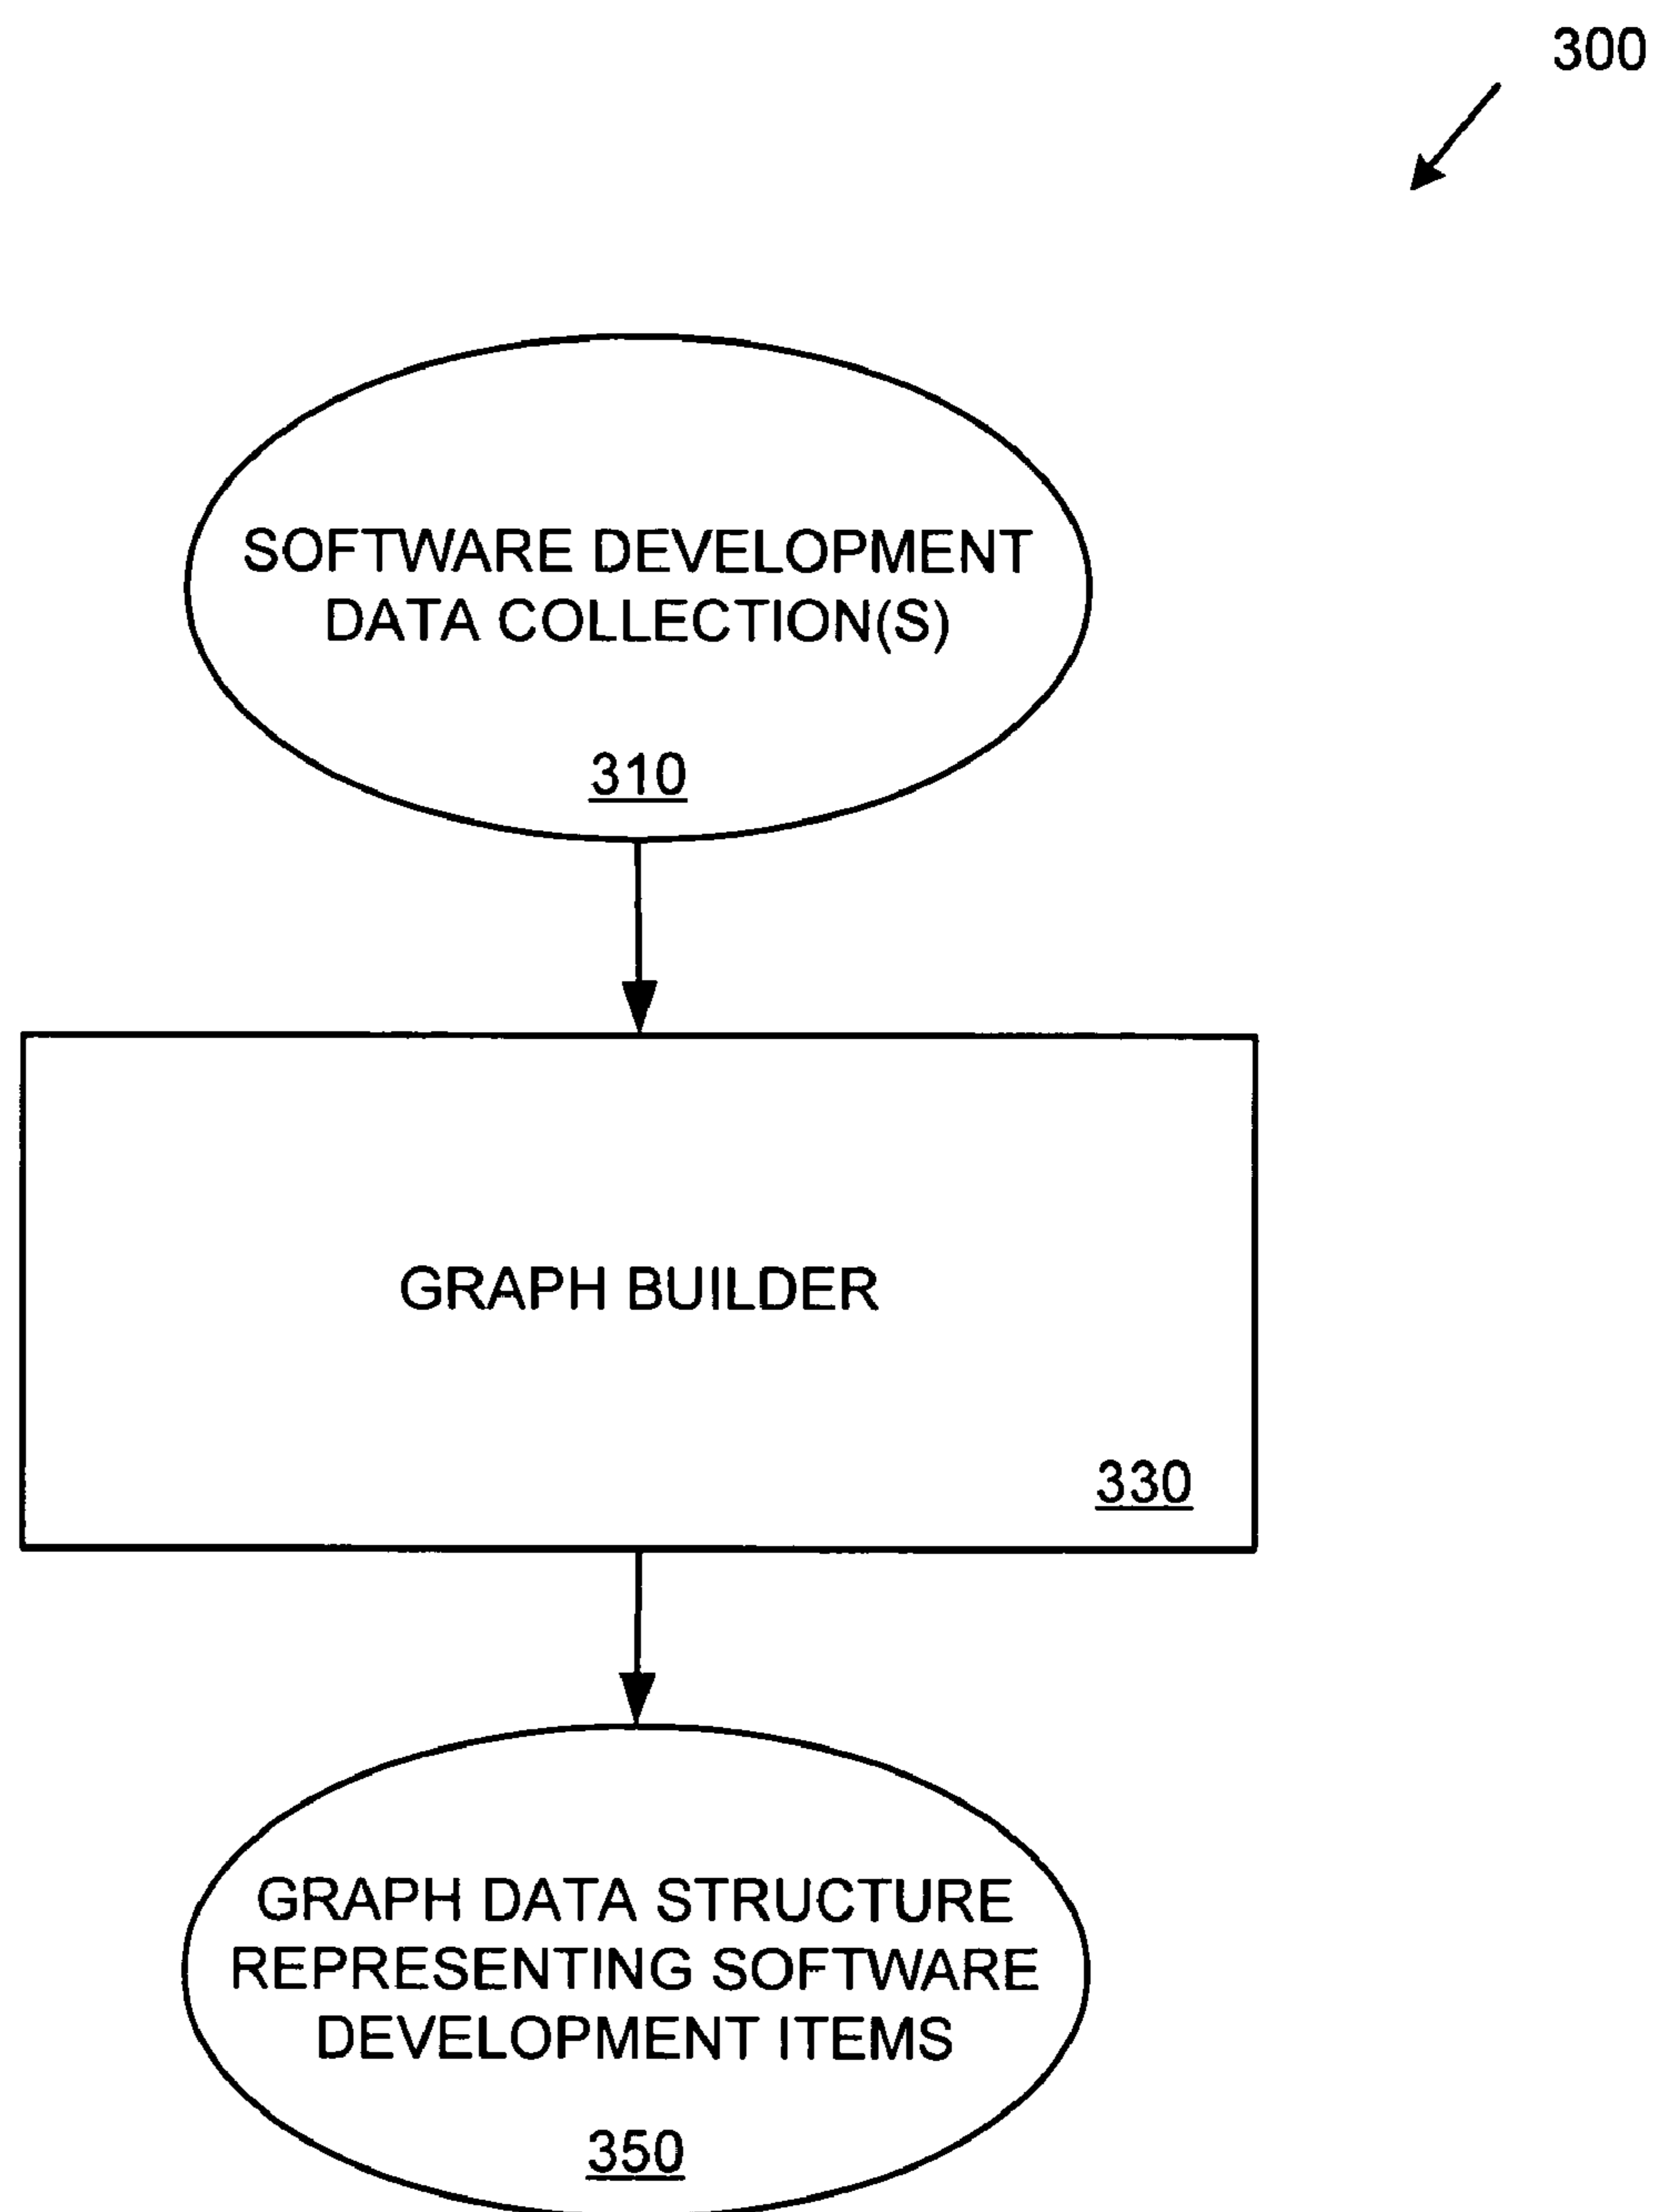 300
SOFTWARE DEVELOPMENT
DATA COLLECTION(S)
310
GRAPH BUILDER
330
GRAPH DATA STRUCTURE
REPRESENTING SOFTWARE
DEVELOPMENT ITEMS
350